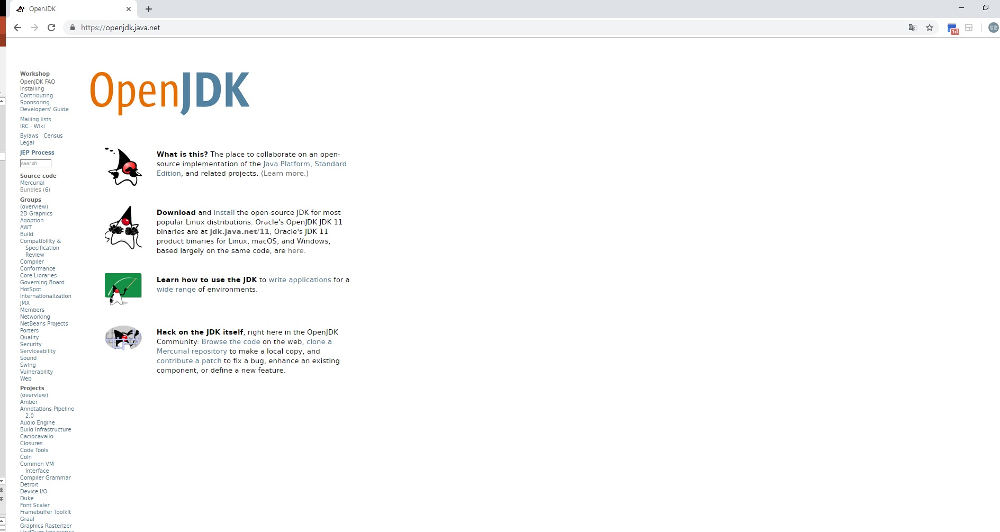 OpenJDK
https://openjdk.java.net
1d
정훈
Workshop
OpenJDK FAQ
Installing
Contributing
Sponsoring
Developers' Guide
Mailing lists
IRC · Wiki
Bylaws · Census
Legal
JEP Process
search
Source code
Mercurial
Bundles (6)
Groups
(overview)
2D Graphics
Adoption
AWT
Build
Compatibility &
Specification
Review
Compiler
Conformance
Core Libraries
Governing Board
HotSpot
Internationalization
JMX
Members
Networking
NetBeans Projects
Porters
Quality
Security
Serviceability
Sound
Swing
Vulnerability
Web
Projects
(overview)
Amber
Annotations Pipeline
2.0
Audio Engine
Build Infrastructure
Caciocavallo
Closures
Code Tools
Coin
Common VM
Interface
Compiler Grammar
Detroit
Device I/O
Duke
Font Scaler
Framebuffer Toolkit
Graal
Graphics Rasterizer
HarfBuzz Integration
OpenJDK
What is this? The place to collaborate on an open-
source implementation of the Java Platform, Standard
Edition, and related projects. (Learn more.)
Download and install the open-source JDK for most
popular Linux distributions. Oracle's OpenJDK JDK 11
binaries are at jdk.java.net/11; Oracle's JDK 11
product binaries for Linux, macOS, and Windows,
based largely on the same code, are here.
Learn how to use the JDK to write applications for a
wide range of environments.
Hack on the JDK itself, right here in the OpenJDK
Community: Browse the code on the web, clone a
Mercurial repository to make a local copy, and
contribute a patch to fix a bug, enhance an existing
component, or define a new feature.